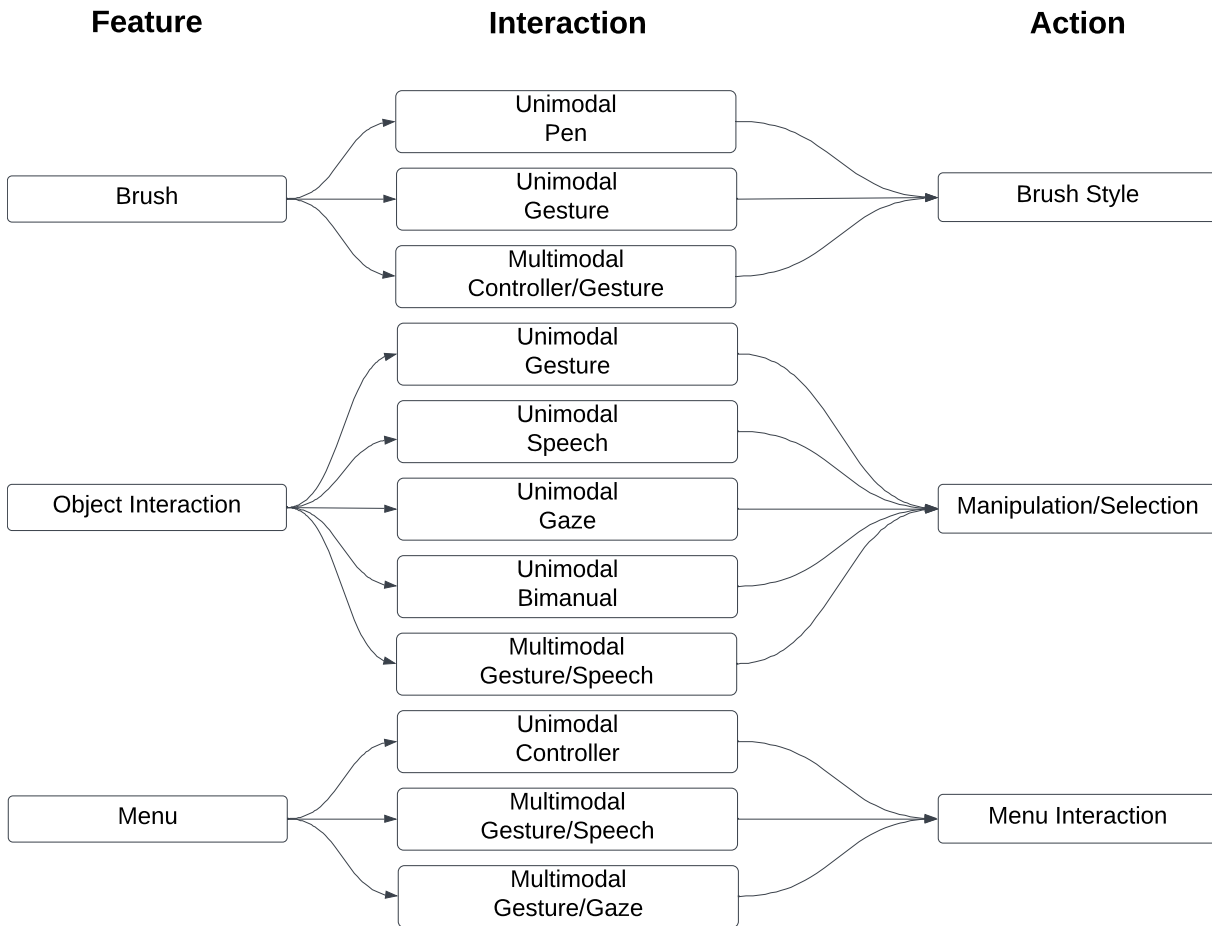 Feature
Interaction
Action
Brush
Unimodal
Pen
Unimodal
Gesture
Multimodal
Controller/Gesture
Brush Style
Object Interaction
Unimodal
Gesture
Unimodal
Speech
Unimodal
Gaze
Unimodal
Bimanual
Multimodal
Gesture/Speech
Manipulation/Selection
Menu
Unimodal
Controller
Multimodal
Gesture/Speech
Multimodal
Gesture/Gaze
Menu Interaction